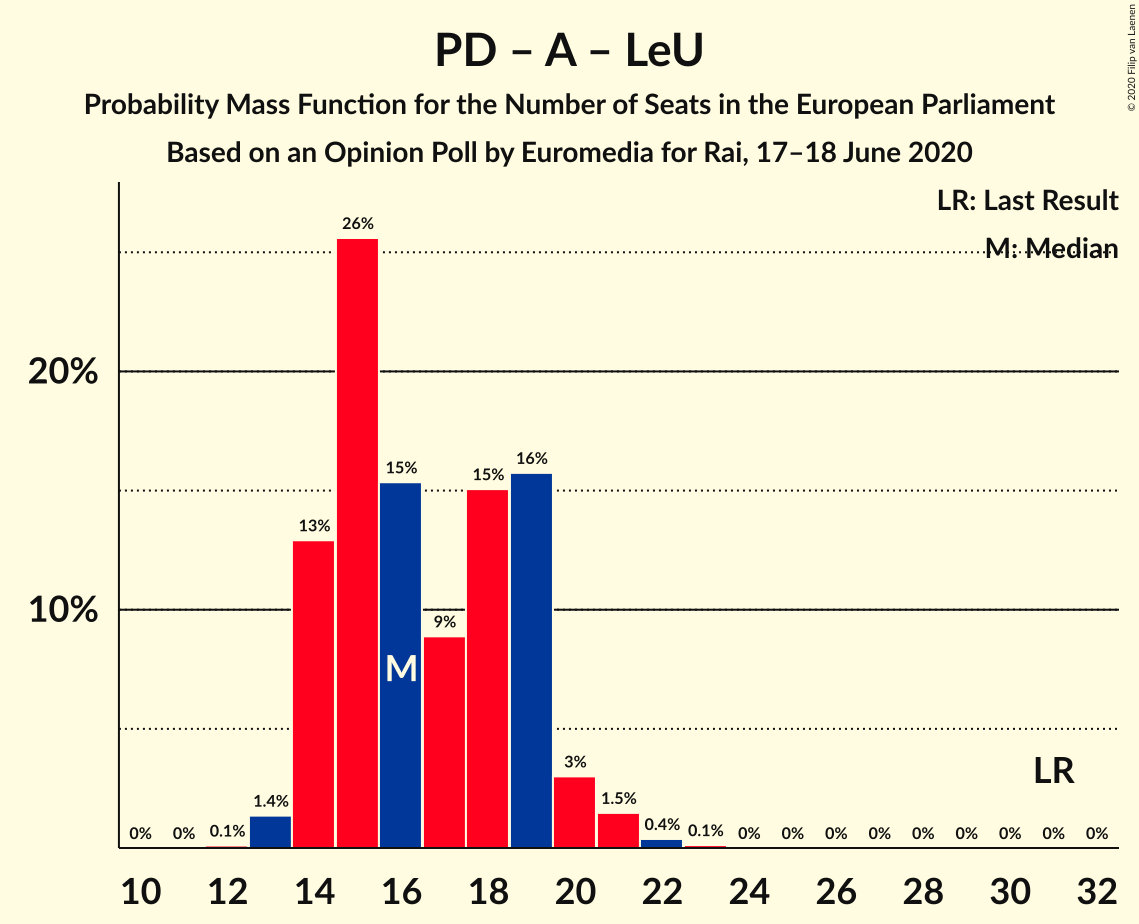 PD – A – LeU
Probability Mass Function for the Number of Seats in the European Parliament
Based on an Opinion Poll by Euromedia for Rai, 17–18 June 2020
© 2020 Filip van Laenen
LR: Last Result
M: Median
20%
10%
0% 0% 0.1% 1.4% 13% 26% 15% 9% 15% 16% 3% 1.5% 0.4% 0.1% 0% 0% 0% 0% 0% 0% 0% 0% 0%
M
LR
10 12 14 16 18 20 22 24 26 28 30 32